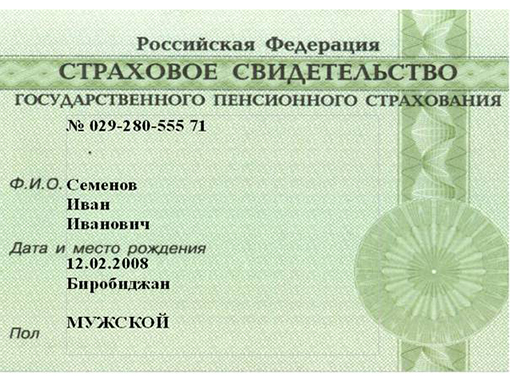 Российская Федерация
СТРАХОВОЕ СВИДЕТЕЛЬСТВО
ГОСУДАРСТВЕННОГО ПЕНСИОННОГО СТРАХОВАНИЯ
№ 029-280-555 71
Ф.И.О. Семенов
Иван
Иванович
Дата и место рождения
12.02.2008
Биробиджан
МУЖСКОЙ
Пол